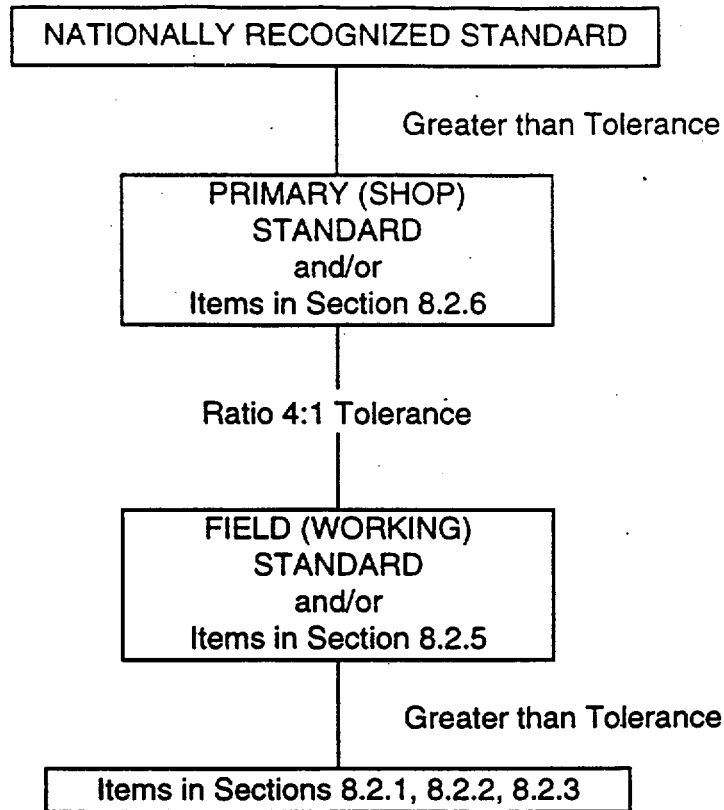 NATIONALLY RECOGNIZED STANDARD
Greater than Tolerance
PRIMARY (SHOP)
STANDARD
and/or
Items in Section 8.2.6
Ratio 4:1 Tolerance
FIELD (WORKING)
STANDARD
and/or
Items in Section 8.2.5
Greater than Tolerance
Items in Sections 8.2.1, 8.2.2, 8.2.3